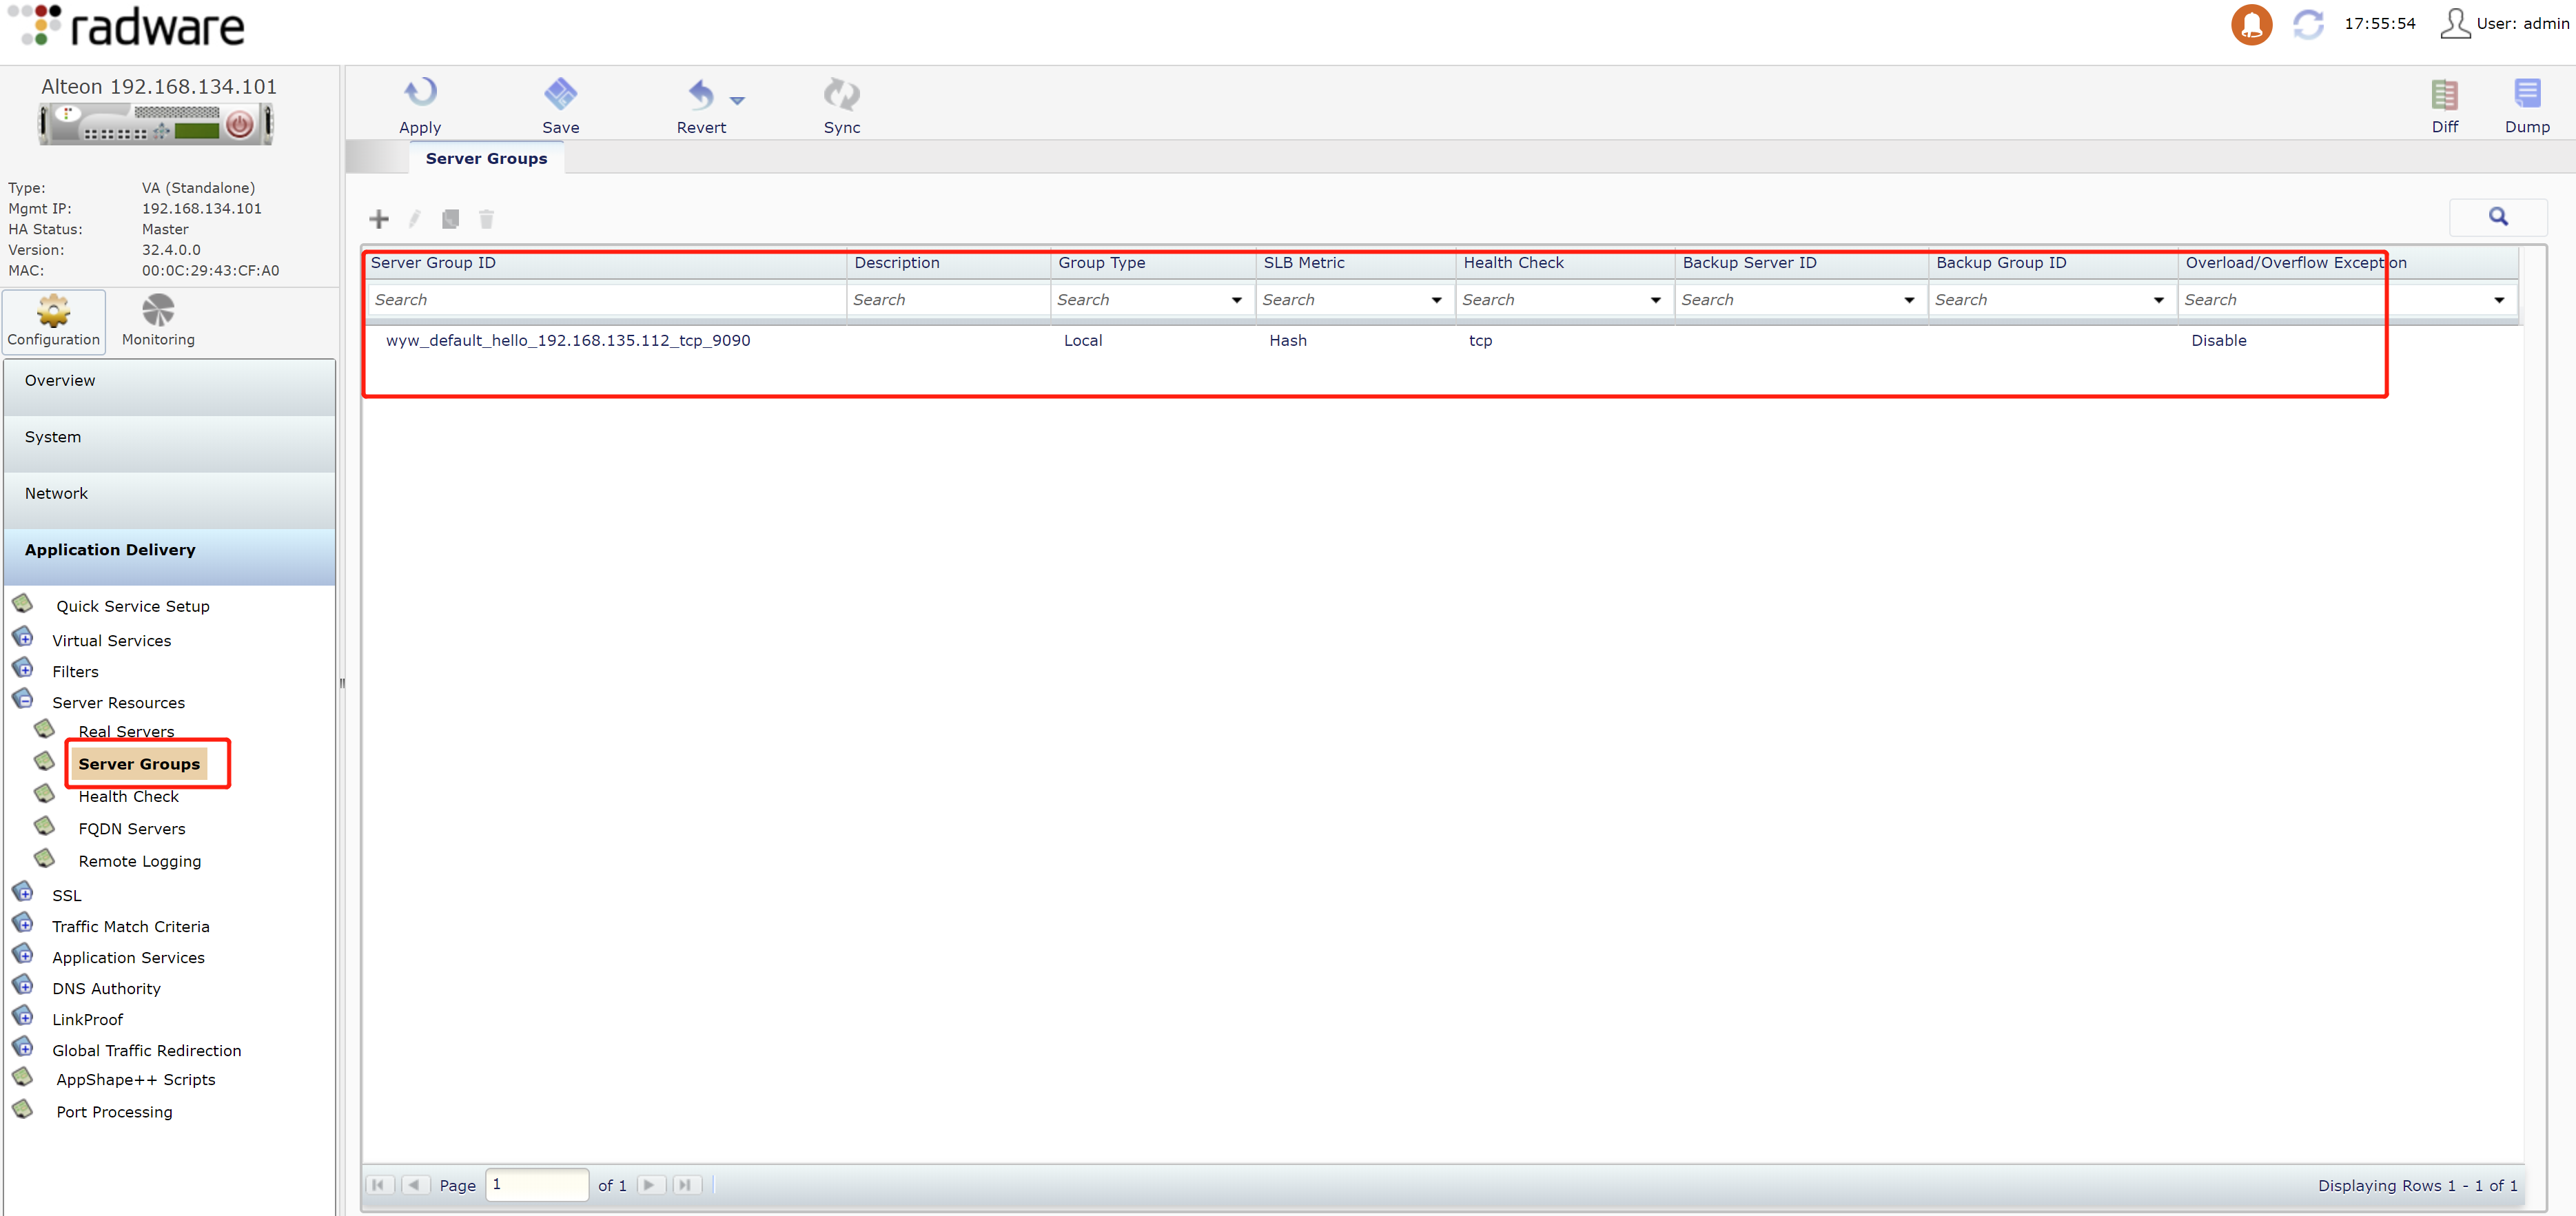 radware
17:55:54 User: admin
Alteon 192.168.134.101
Type: VA (Standalone)
Mgmt IP: 192.168.134.101
HA Status: Master
Version: 32.4.0.0
MAC: 00:0C:29:43:CF:A0
Configuration Monitoring
Overview
System
Network
Application Delivery
Quick Service Setup
Virtual Services
Filters
Server Resources
Real Servers
Server Groups
Health Check
FQDN Servers
Remote Logging
SSL
Traffic Match Criteria
Application Services
DNS Authority
LinkProof
Global Traffic Redirection
AppShape++ Scripts
Port Processing
Apply Save Revert Sync Diff Dump
Server Groups
Server Group ID Description Group Type SLB Metric Health Check Backup Server ID Backup Group ID Overload/Overflow Exception
Search Search Search Search Search Search Search Search
wyw_default_hello_192.168.135.112_tcp_9090 Local Hash tcp Disable
Page 1 of 1 Displaying Rows 1 - 1 of 1